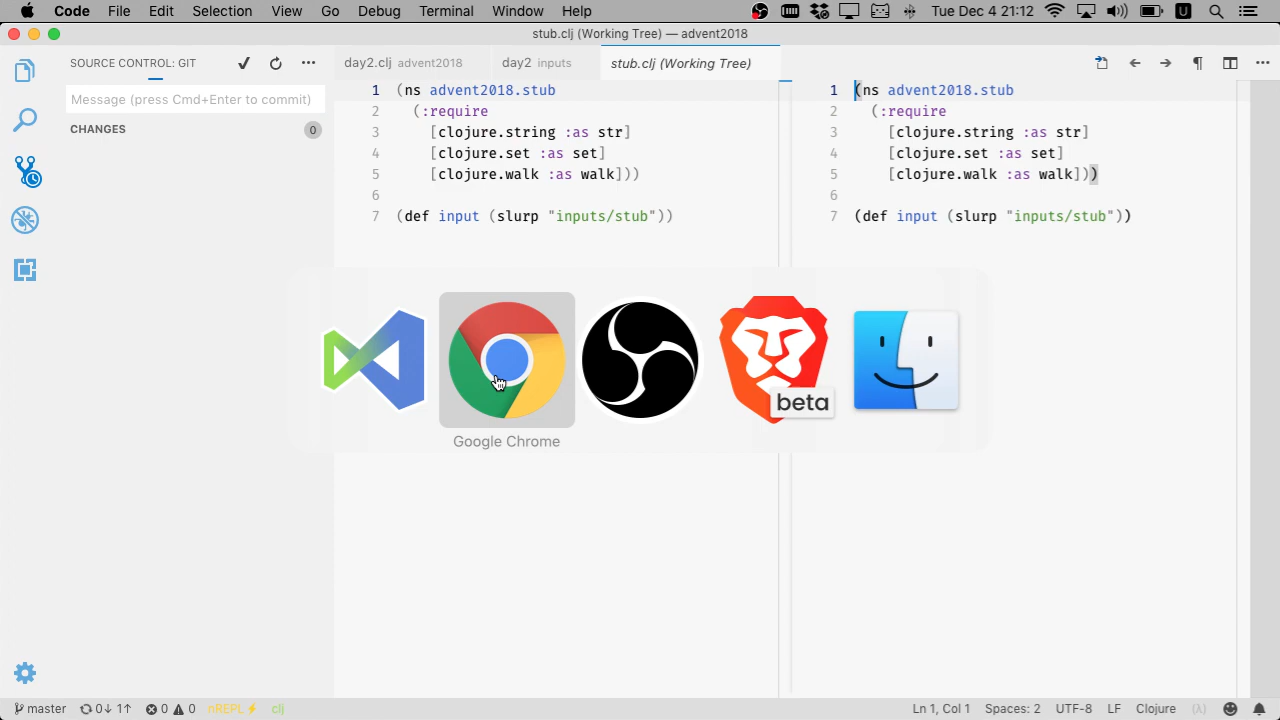 Code File Edit Selection View Go Debug Terminal Window Help
Tue Dec 4 21:12
U
stub.clj (Working Tree) — advent2018
SOURCE CONTROL: GIT
day2.clj advent2018
day2 inputs
stub.clj (Working Tree)
Message (press Cmd+Enter to commit)
CHANGES
0
1 (ns advent2018.stub
2 (:require
3 [clojure.string :as str]
4 [clojure.set :as set]
5 [clojure.walk :as walk]))
6
7 (def input (slurp "inputs/stub"))
1 (ns advent2018.stub
2 (:require
3 [clojure.string :as str]
4 [clojure.set :as set]
5 [clojure.walk :as walk]))
6
7 (def input (slurp "inputs/stub"))
beta
Google Chrome
master 0↓ 1↑ 0 0 nREPL⚡ clj
Ln 1, Col 1 Spaces: 2 UTF-8 LF Clojure (λ)